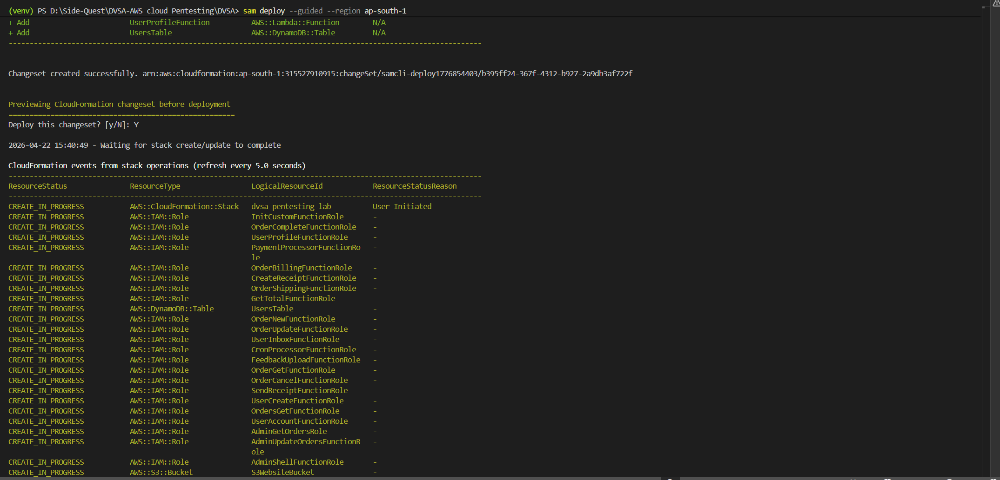 (venv) PS D:\Side-Quest\DVSA-AWS cloud Pentesting\DVSA> sam deploy --guided --region ap-south-1
+ Add UserProfileFunction AWS::Lambda::Function N/A
+ Add UsersTable AWS::DynamoDB::Table N/A
-----------------------------------------------------------------------------------------------------------------
Changeset created successfully. arn:aws:cloudformation:ap-south-1:315527910915:changeSet/samcli-deploy1776854403/b395ff24-367f-4312-b927-2a9db3af722f
Previewing CloudFormation changeset before deployment
======================================================
Deploy this changeset? [y/N]: Y
2026-04-22 15:40:49 - Waiting for stack create/update to complete
CloudFormation events from stack operations (refresh every 5.0 seconds)
-----------------------------------------------------------------------------------------------------------------
ResourceStatus ResourceType LogicalResourceId ResourceStatusReason
-----------------------------------------------------------------------------------------------------------------
CREATE_IN_PROGRESS AWS::CloudFormation::Stack dvsa-pentesting-lab User Initiated
CREATE_IN_PROGRESS AWS::IAM::Role InitCustomFunctionRole -
CREATE_IN_PROGRESS AWS::IAM::Role OrderCompleteFunctionRole -
CREATE_IN_PROGRESS AWS::IAM::Role UserProfileFunctionRole -
CREATE_IN_PROGRESS AWS::IAM::Role PaymentProcessorFunctionRo -
le
CREATE_IN_PROGRESS AWS::IAM::Role OrderBillingFunctionRole -
CREATE_IN_PROGRESS AWS::IAM::Role CreateReceiptFunctionRole -
CREATE_IN_PROGRESS AWS::IAM::Role OrderShippingFunctionRole -
CREATE_IN_PROGRESS AWS::IAM::Role GetTotalFunctionRole -
CREATE_IN_PROGRESS AWS::DynamoDB::Table UsersTable -
CREATE_IN_PROGRESS AWS::IAM::Role OrderNewFunctionRole -
CREATE_IN_PROGRESS AWS::IAM::Role OrderUpdateFunctionRole -
CREATE_IN_PROGRESS AWS::IAM::Role UserInboxFunctionRole -
CREATE_IN_PROGRESS AWS::IAM::Role CronProcessorFunctionRole -
CREATE_IN_PROGRESS AWS::IAM::Role FeedbackUploadFunctionRole -
CREATE_IN_PROGRESS AWS::IAM::Role OrderGetFunctionRole -
CREATE_IN_PROGRESS AWS::IAM::Role OrderCancelFunctionRole -
CREATE_IN_PROGRESS AWS::IAM::Role SendReceiptFunctionRole -
CREATE_IN_PROGRESS AWS::IAM::Role UserCreateFunctionRole -
CREATE_IN_PROGRESS AWS::IAM::Role OrdersGetFunctionRole -
CREATE_IN_PROGRESS AWS::IAM::Role UserAccountFunctionRole -
CREATE_IN_PROGRESS AWS::IAM::Role AdminGetOrdersRole -
CREATE_IN_PROGRESS AWS::IAM::Role AdminUpdateOrdersFunctionR -
ole
CREATE_IN_PROGRESS AWS::IAM::Role AdminShellFunctionRole -
CREATE_IN_PROGRESS AWS::S3::Bucket S3WebsiteBucket -